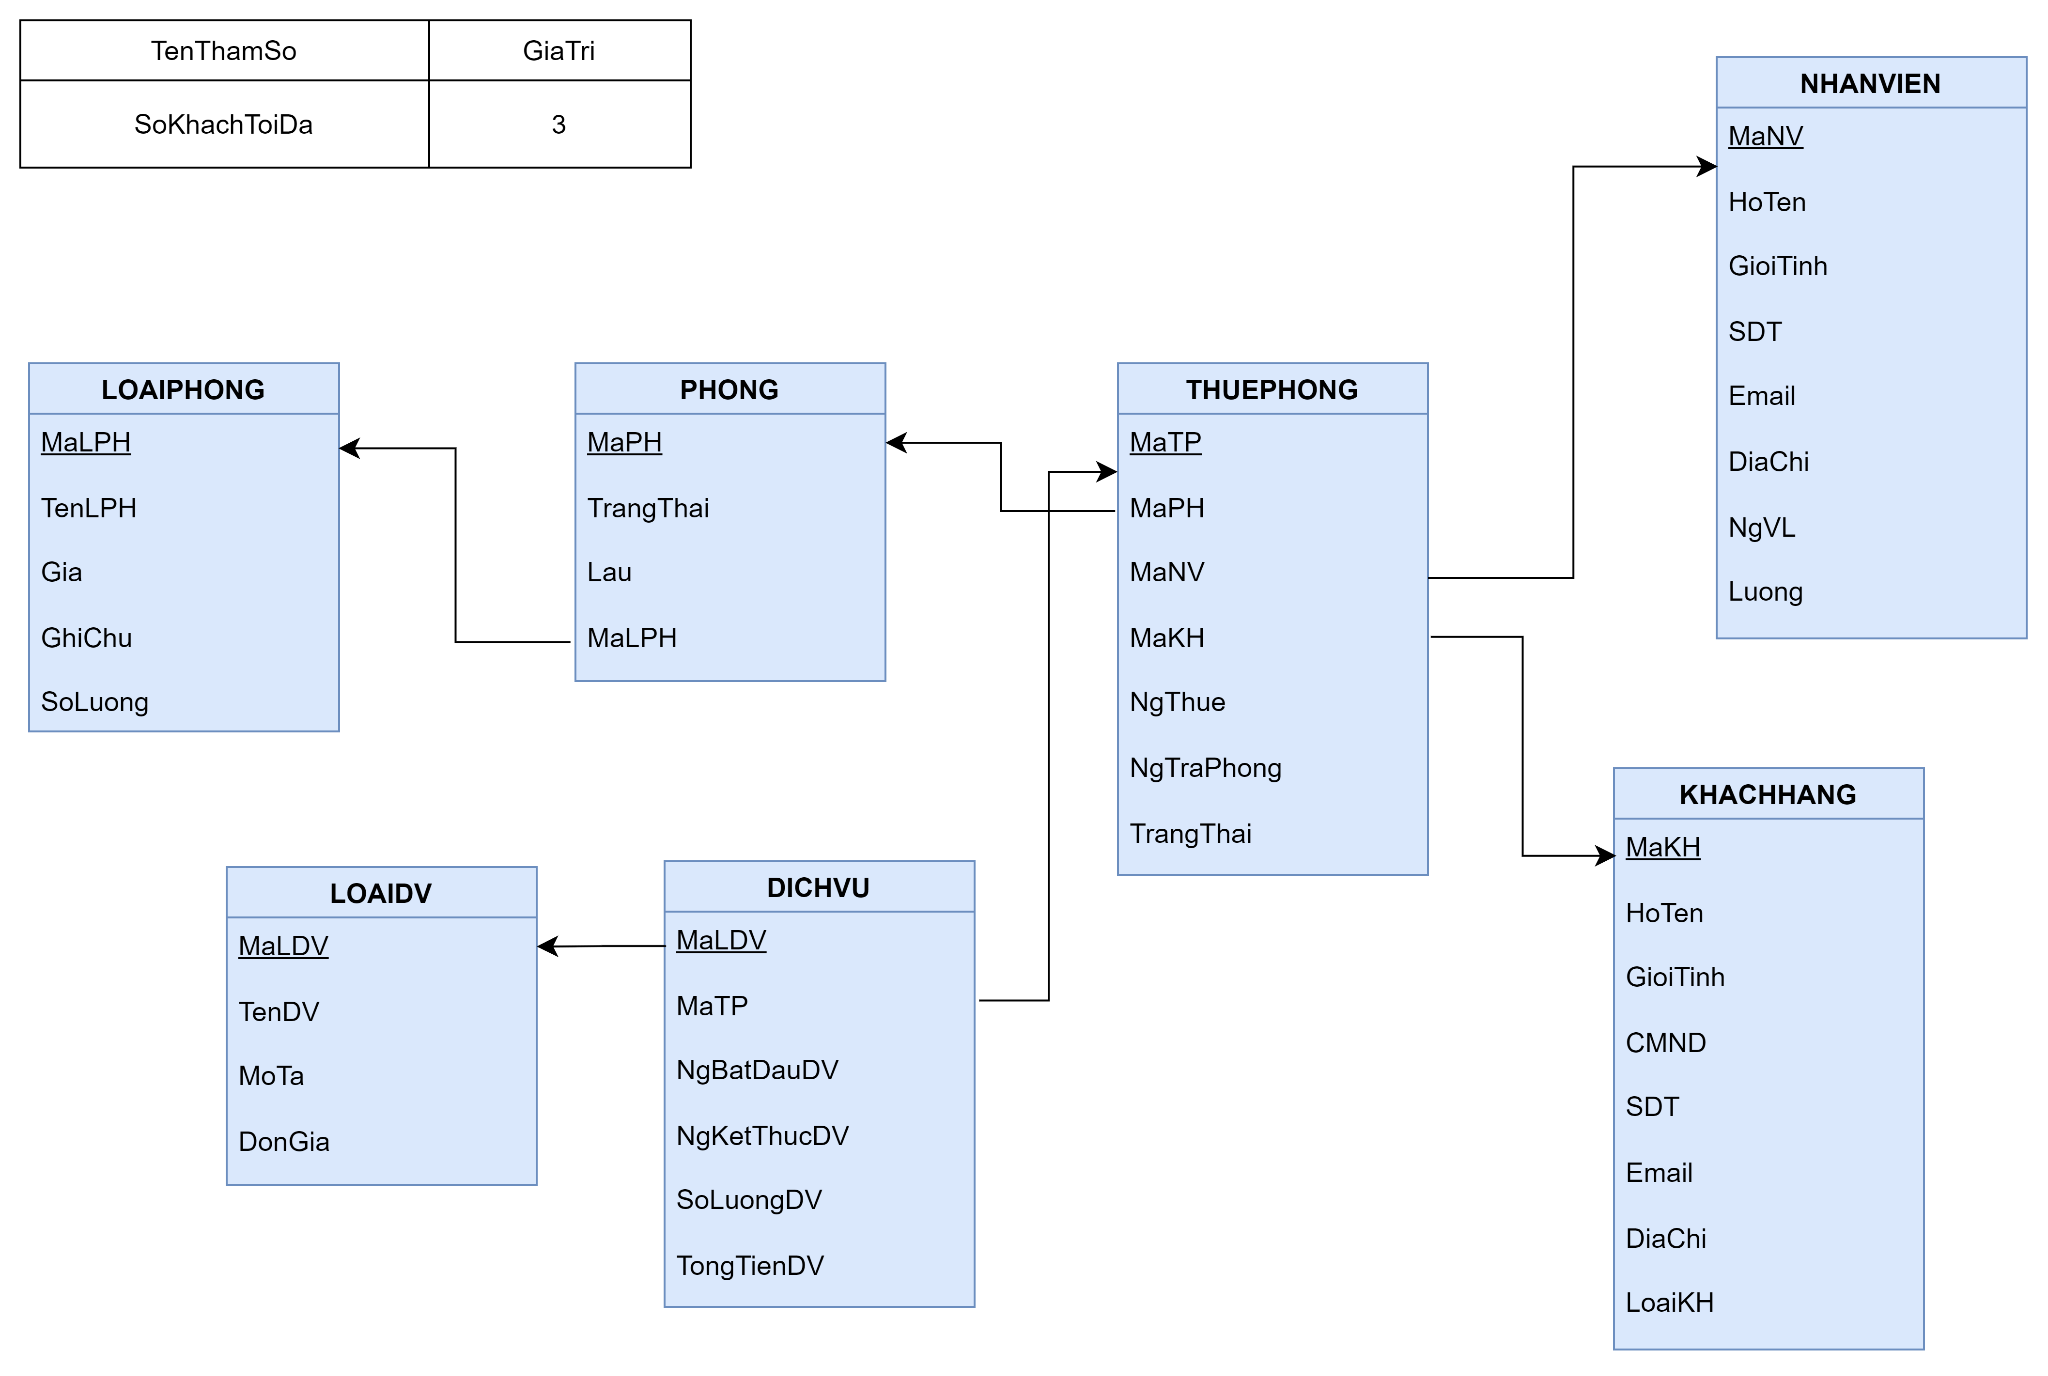 TenThamSo GiaTri
SoKhachToiDa 3
NHANVIEN
MaNV
HoTen
GioiTinh
SDT
Email
DiaChi
NgVL
Luong
LOAIPHONG
MaLPH
TenLPH
Gia
GhiChu
SoLuong
PHONG
MaPH
TrangThai
Lau
MaLPH
THUEPHONG
MaTP
MaPH
MaNV
MaKH
NgThue
NgTraPhong
TrangThai
LOAIDV
MaLDV
TenDV
MoTa
DonGia
DICHVU
MaLDV
MaTP
NgBatDauDV
NgKetThucDV
SoLuongDV
TongTienDV
KHACHHANG
MaKH
HoTen
GioiTinh
CMND
SDT
Email
DiaChi
LoaiKH